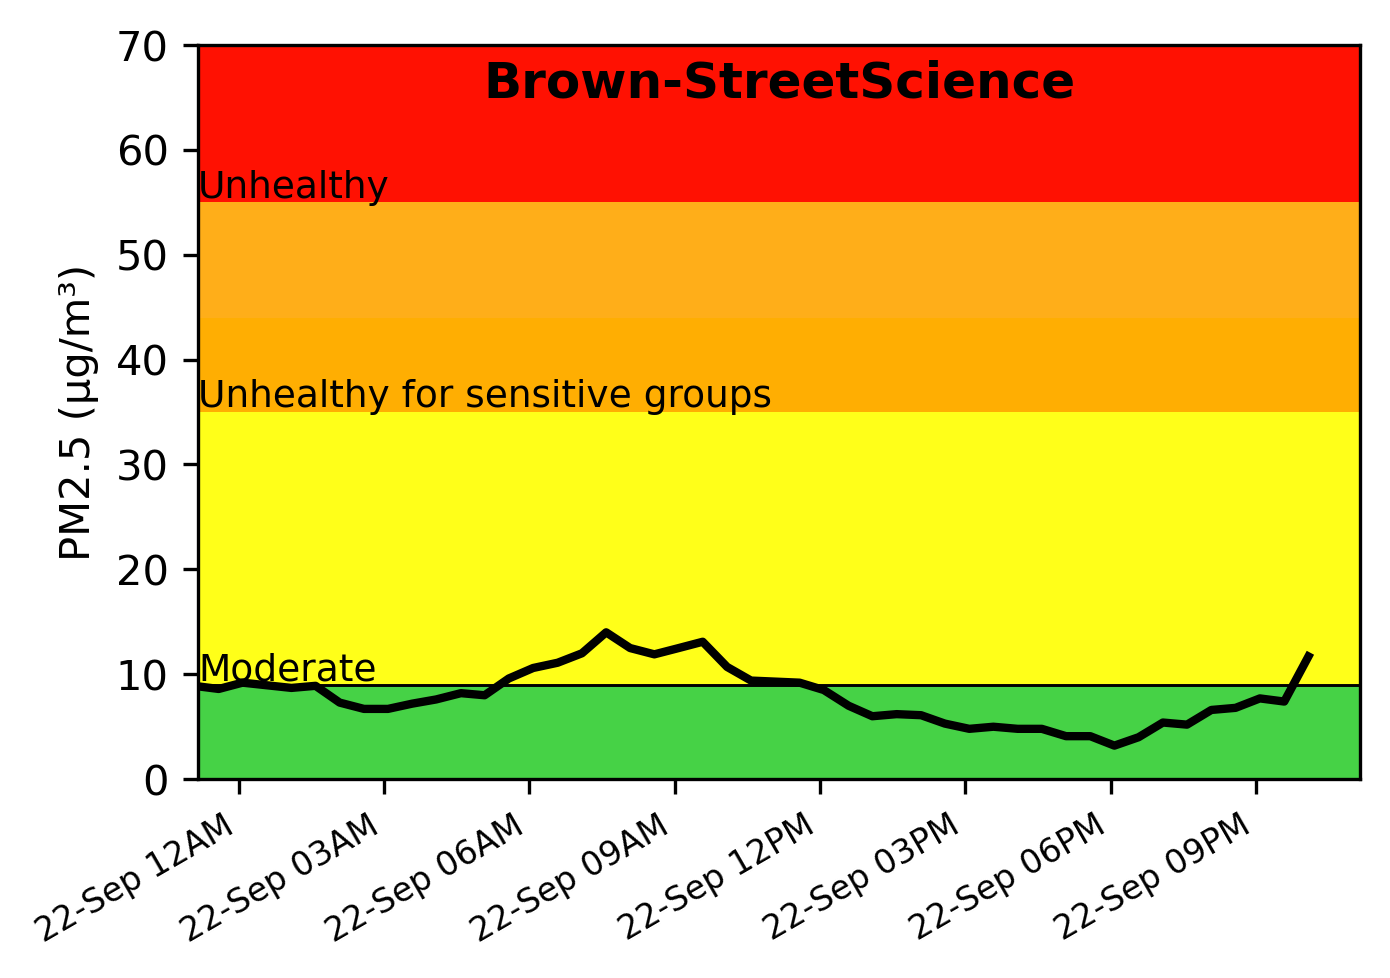 Brown-StreetScience
70
60
50
40
30
20
10
0
PM2.5 (µg/m³)
Unhealthy
Unhealthy for sensitive groups
Moderate
22-Sep 12AM
22-Sep 03AM
22-Sep 06AM
22-Sep 09AM
22-Sep 12PM
22-Sep 03PM
22-Sep 06PM
22-Sep 09PM